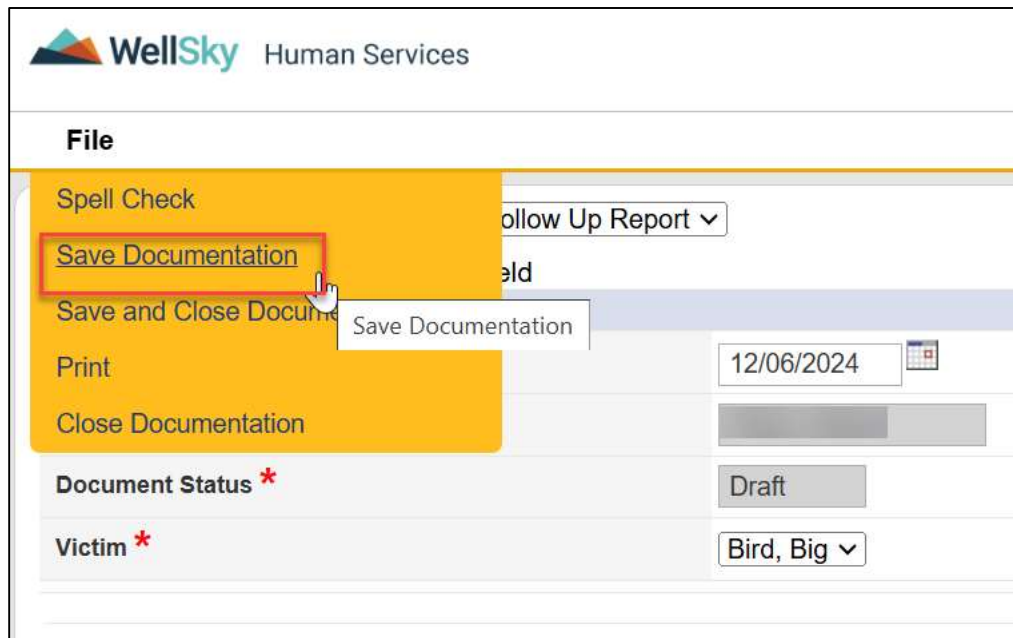 WellSky Human Services
File
Spell Check
ollow Up Report
Save Documentation
eld
Save and Close Docume
Save Documentation
Print
12/06/2024
Close Documentation
Document Status *
Draft
Victim *
Bird, Big